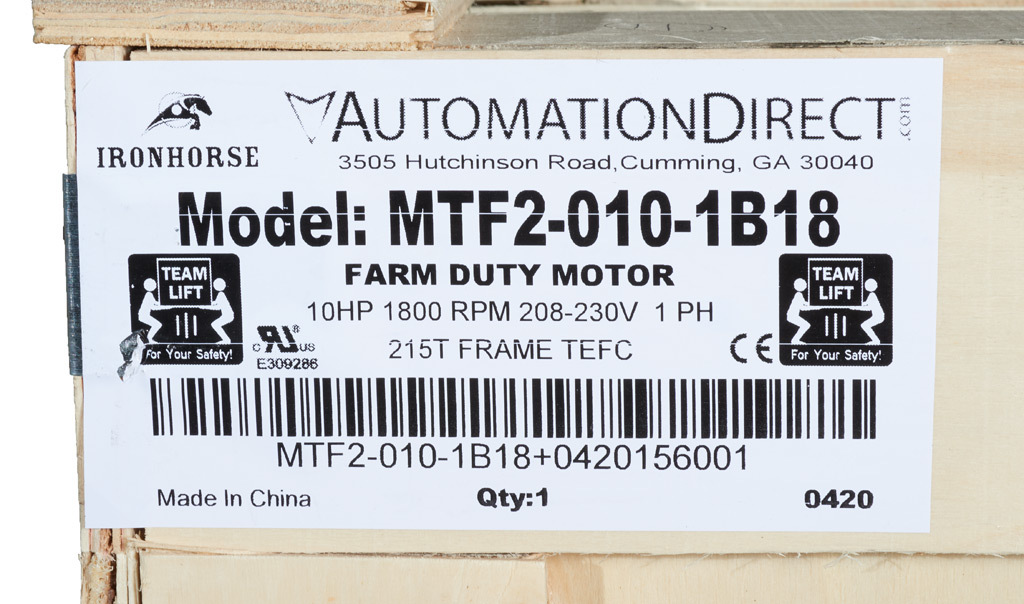 IRONHORSE
AUTOMATIONDIRECT.com
3505 Hutchinson Road,Cumming, GA 30040
Model: MTF2-010-1B18
FARM DUTY MOTOR
10HP 1800 RPM 208-230V 1 PH
215T FRAME TEFC
TEAM
LIFT
For Your Safety!
c RU® US
E309286
CE
TEAM
LIFT
For Your Safety!
MTF2-010-1B18+0420156001
Made In China
Qty:1
0420